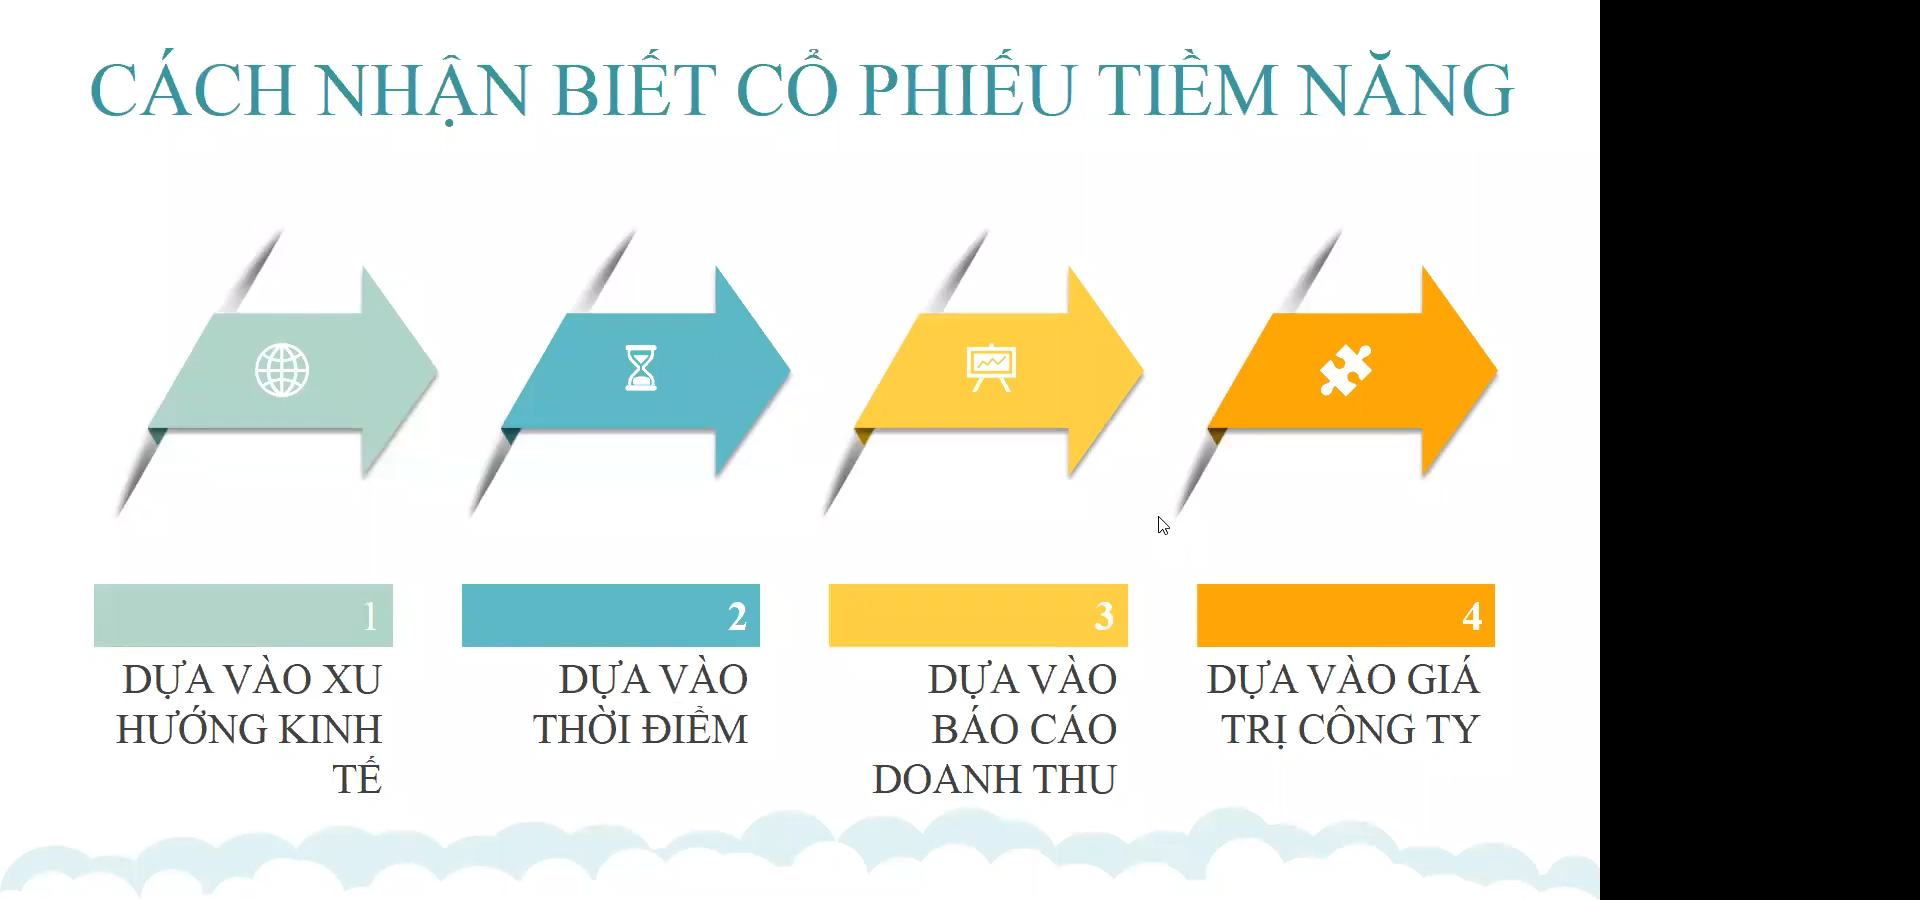 CÁCH NHẬN BIẾT CỔ PHIẾU TIỀM NĂNG
1
DỰA VÀO XU
HƯỚNG KINH
TẾ
2
DỰA VÀO
THỜI ĐIỂM
3
DỰA VÀO
BÁO CÁO
DOANH THU
4
DỰA VÀO GIÁ
TRỊ CÔNG TY